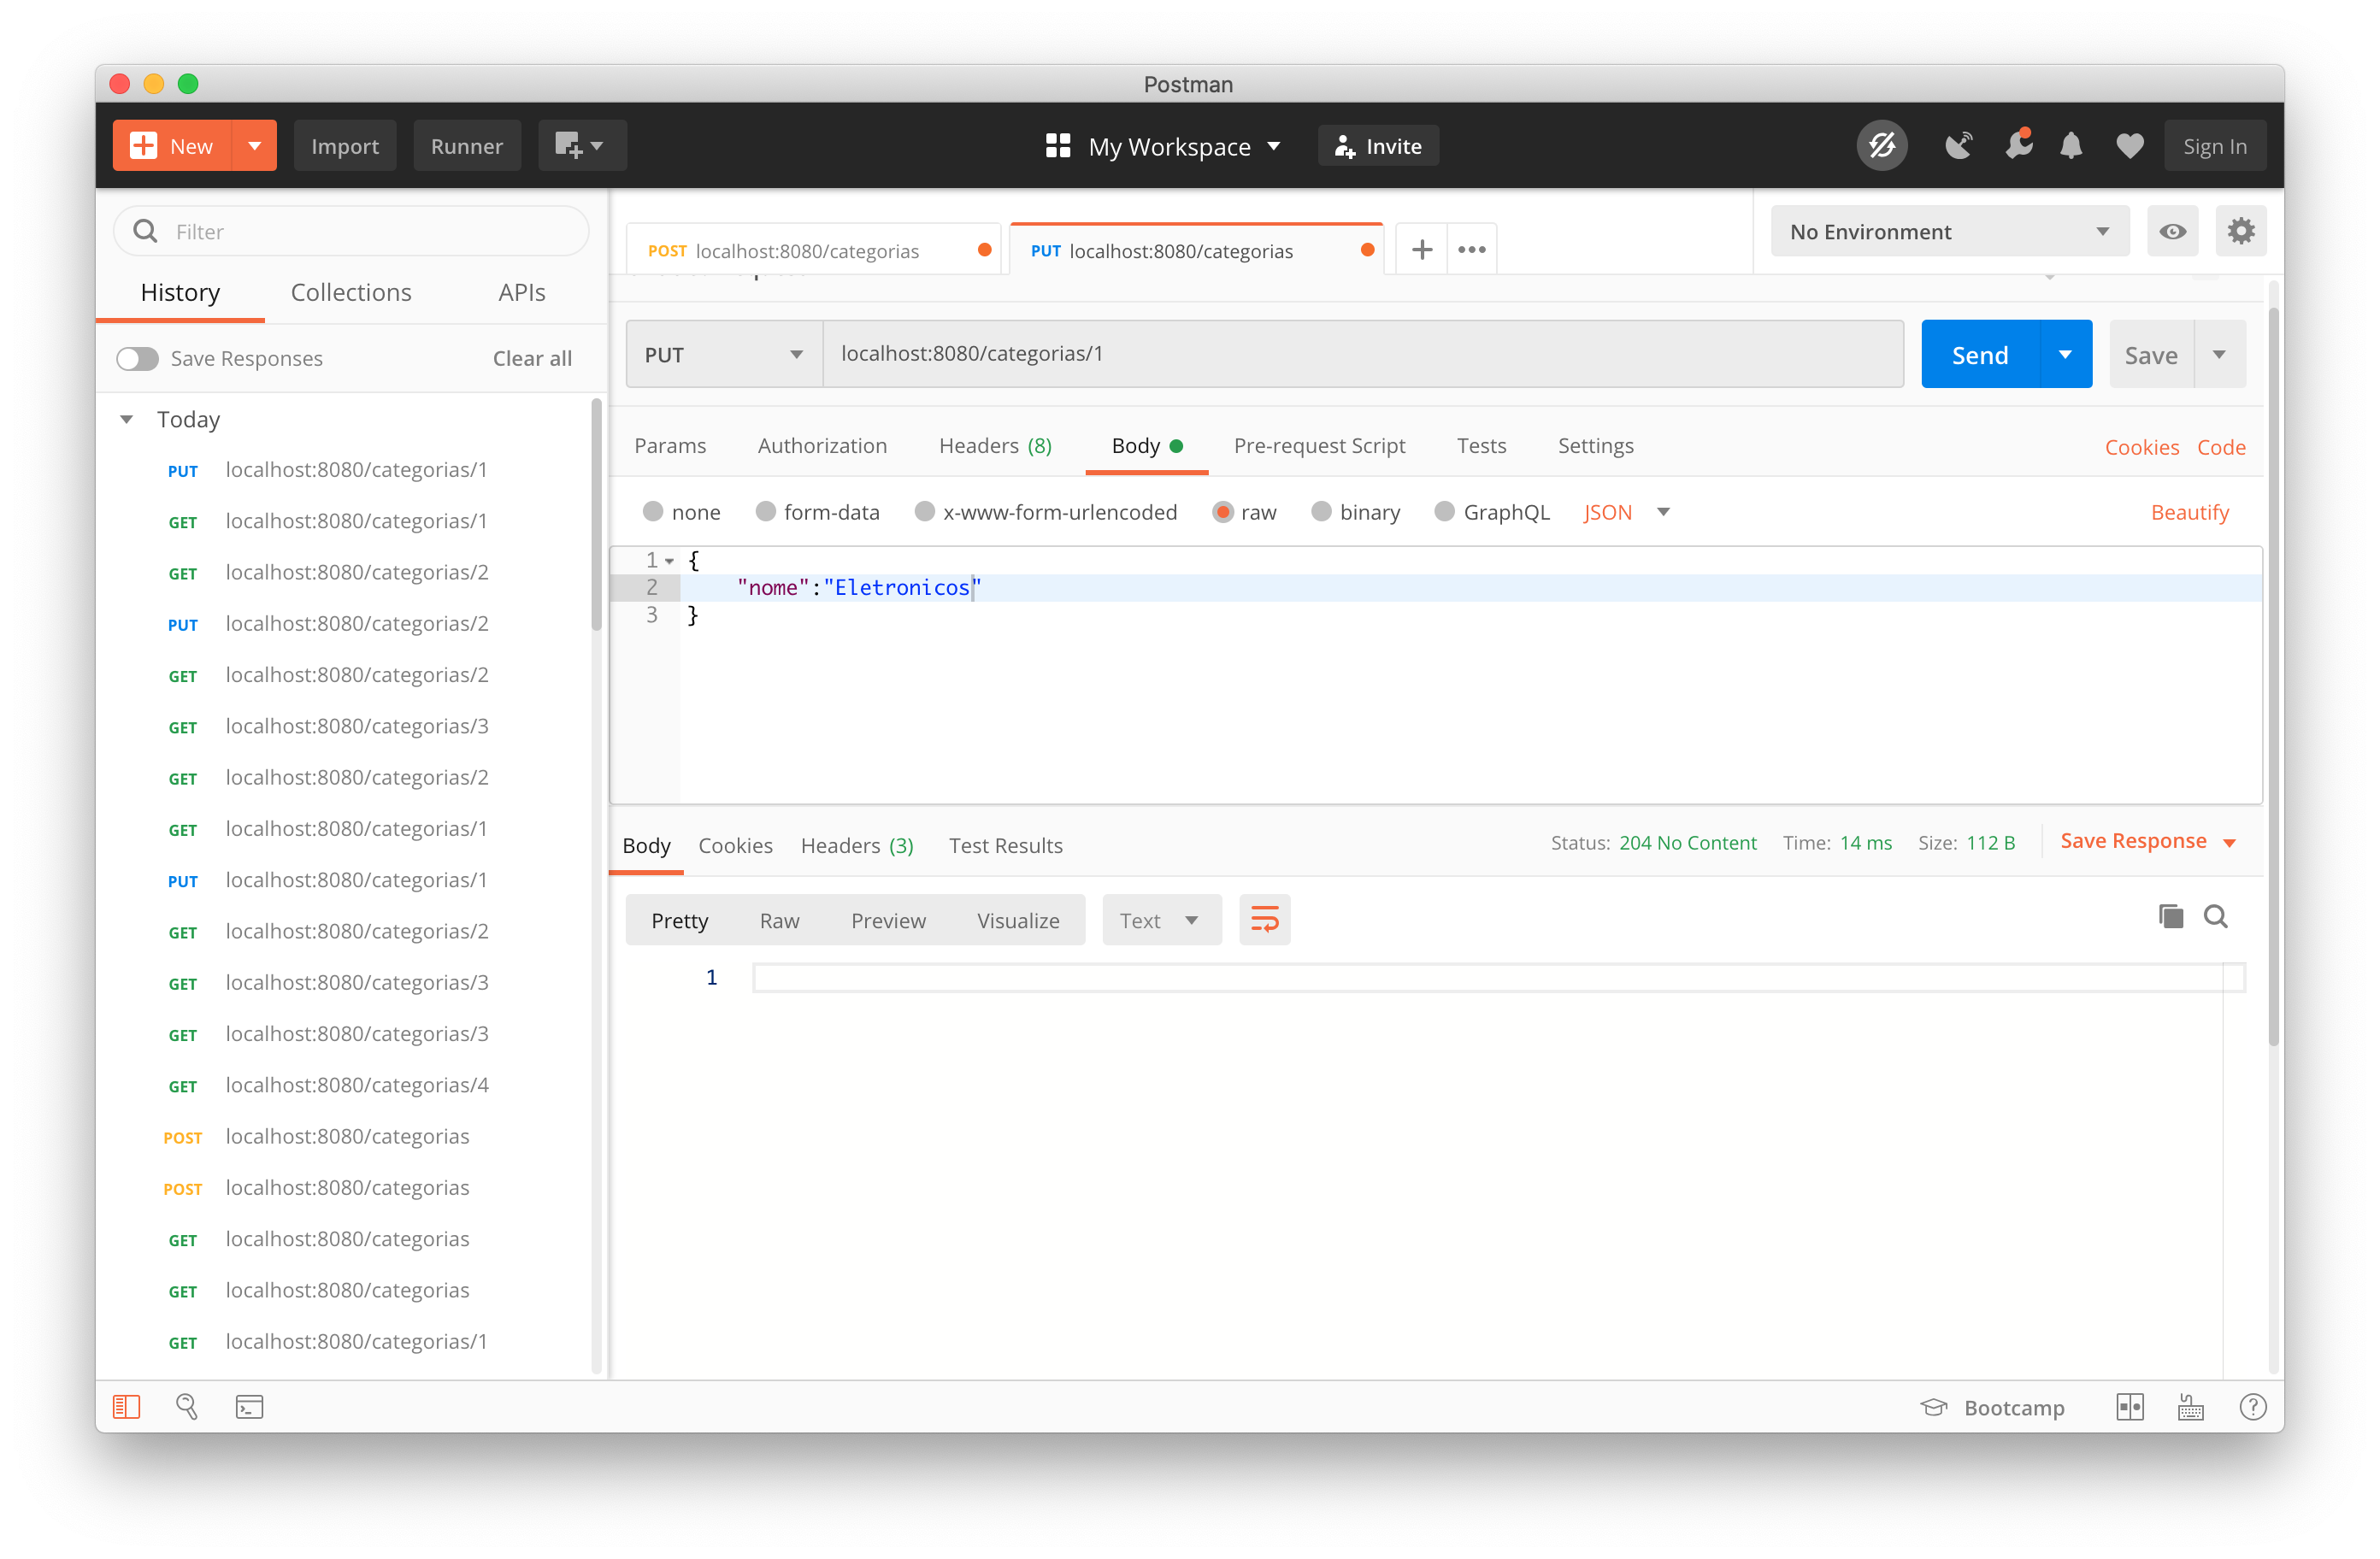 Postman
New
Import
Runner
My Workspace
Invite
Sign In
Filter
History Collections APIs
Save Responses Clear all
Today
PUT localhost:8080/categorias/1
GET localhost:8080/categorias/1
GET localhost:8080/categorias/2
PUT localhost:8080/categorias/2
GET localhost:8080/categorias/2
GET localhost:8080/categorias/3
GET localhost:8080/categorias/2
GET localhost:8080/categorias/1
PUT localhost:8080/categorias/1
GET localhost:8080/categorias/2
GET localhost:8080/categorias/3
GET localhost:8080/categorias/3
GET localhost:8080/categorias/4
POST localhost:8080/categorias
POST localhost:8080/categorias
GET localhost:8080/categorias
GET localhost:8080/categorias
GET localhost:8080/categorias/1
POST localhost:8080/categorias
PUT localhost:8080/categorias
No Environment
PUT localhost:8080/categorias/1
Send
Save
Params Authorization Headers (8) Body Pre-request Script Tests Settings
Cookies Code
none form-data x-www-form-urlencoded raw binary GraphQL JSON
Beautify
1 {
2 "nome":"Eletronicos"
3 }
Body Cookies Headers (3) Test Results
Status: 204 No Content Time: 14 ms Size: 112 B
Save Response
Pretty Raw Preview Visualize
Text
1
Bootcamp